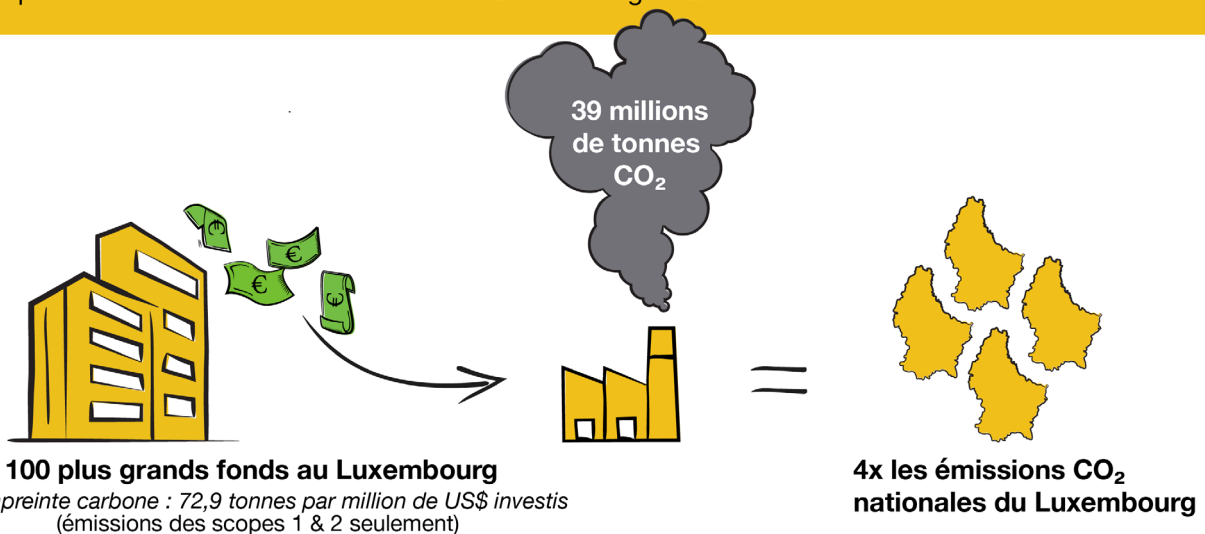 39 millions
de tonnes
CO₂
€
€
€
€
100 plus grands fonds au Luxembourg
preinte carbone : 72,9 tonnes par million de US$ investis
(émissions des scopes 1 & 2 seulement)
4x les émissions CO₂
nationales du Luxembourg